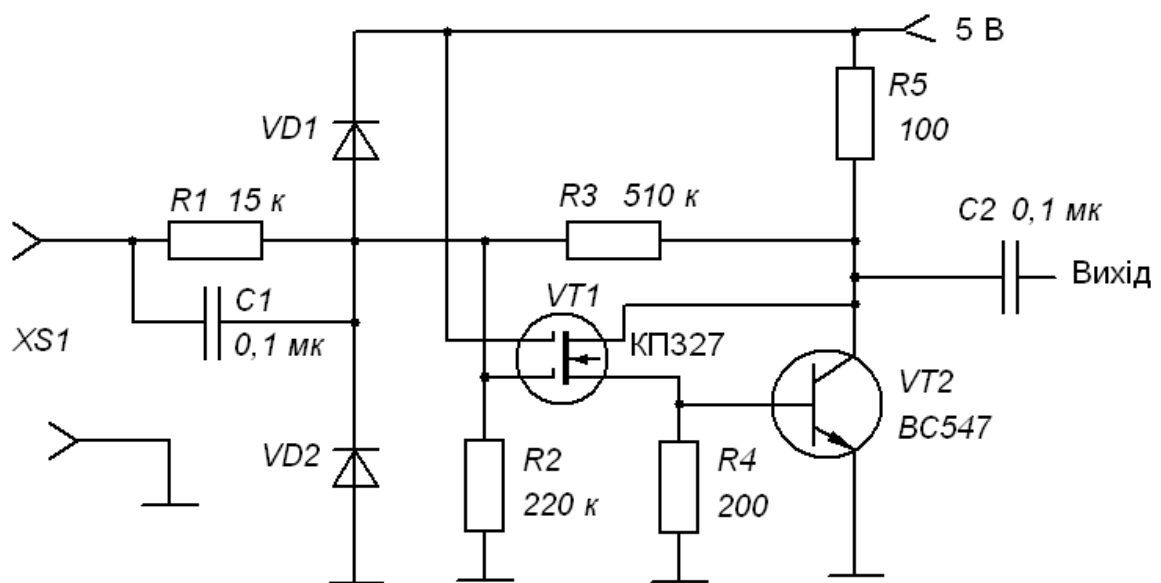 5 В
R5
100
VD1
R1 15 к
R3 510 к
C2 0,1 мк
Вихід
C1
0,1 мк
VT1
КП327
XS1
VT2
BC547
VD2
R2
220 к
R4
200